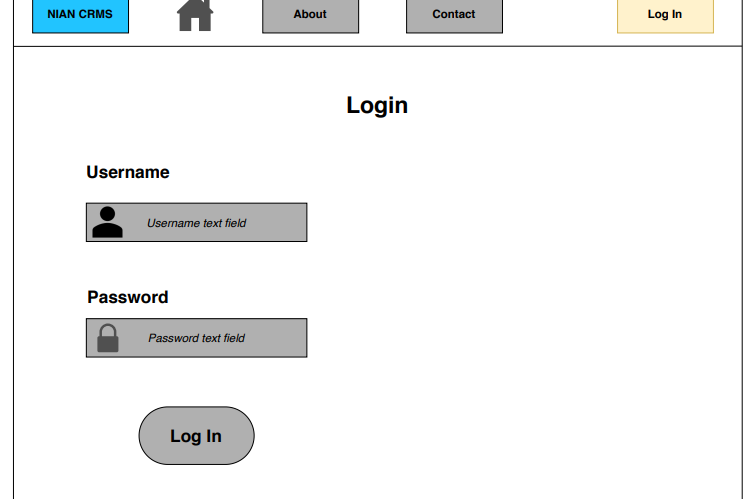 NIAN CRMS
About
Contact
Log In
Login
Username
Username text field
Password
Password text field
Log In